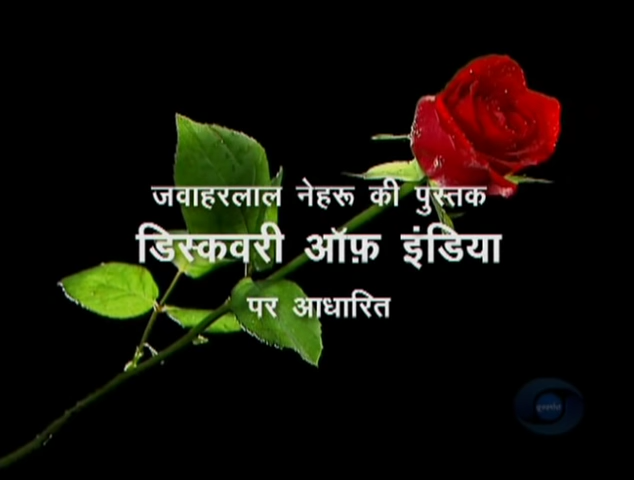 जवाहरलाल नेहरू की पुस्तक
डिस्कवरी ऑफ़ इंडिया
पर आधारित